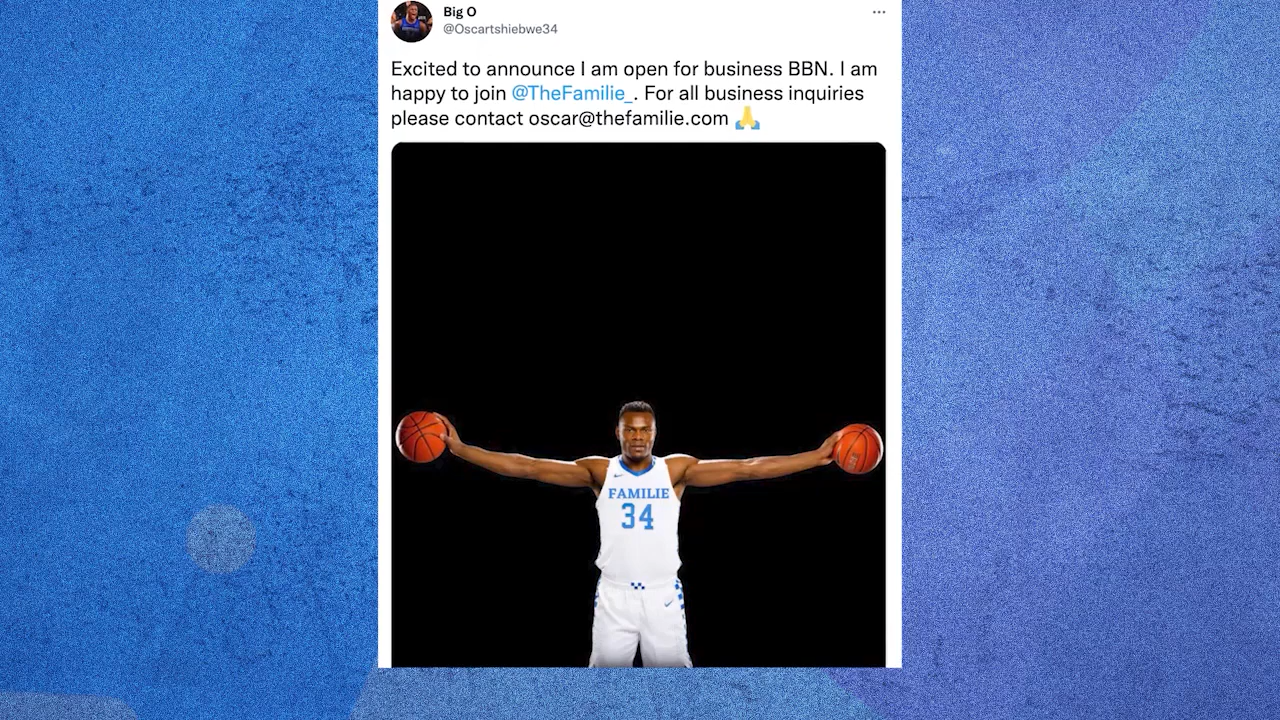 Big O
@Oscartshiebwe34
Excited to announce I am open for business BBN. I am
happy to join @TheFamilie_. For all business inquiries
please contact oscar@thefamilie.com 🙏
FAMILIE
34